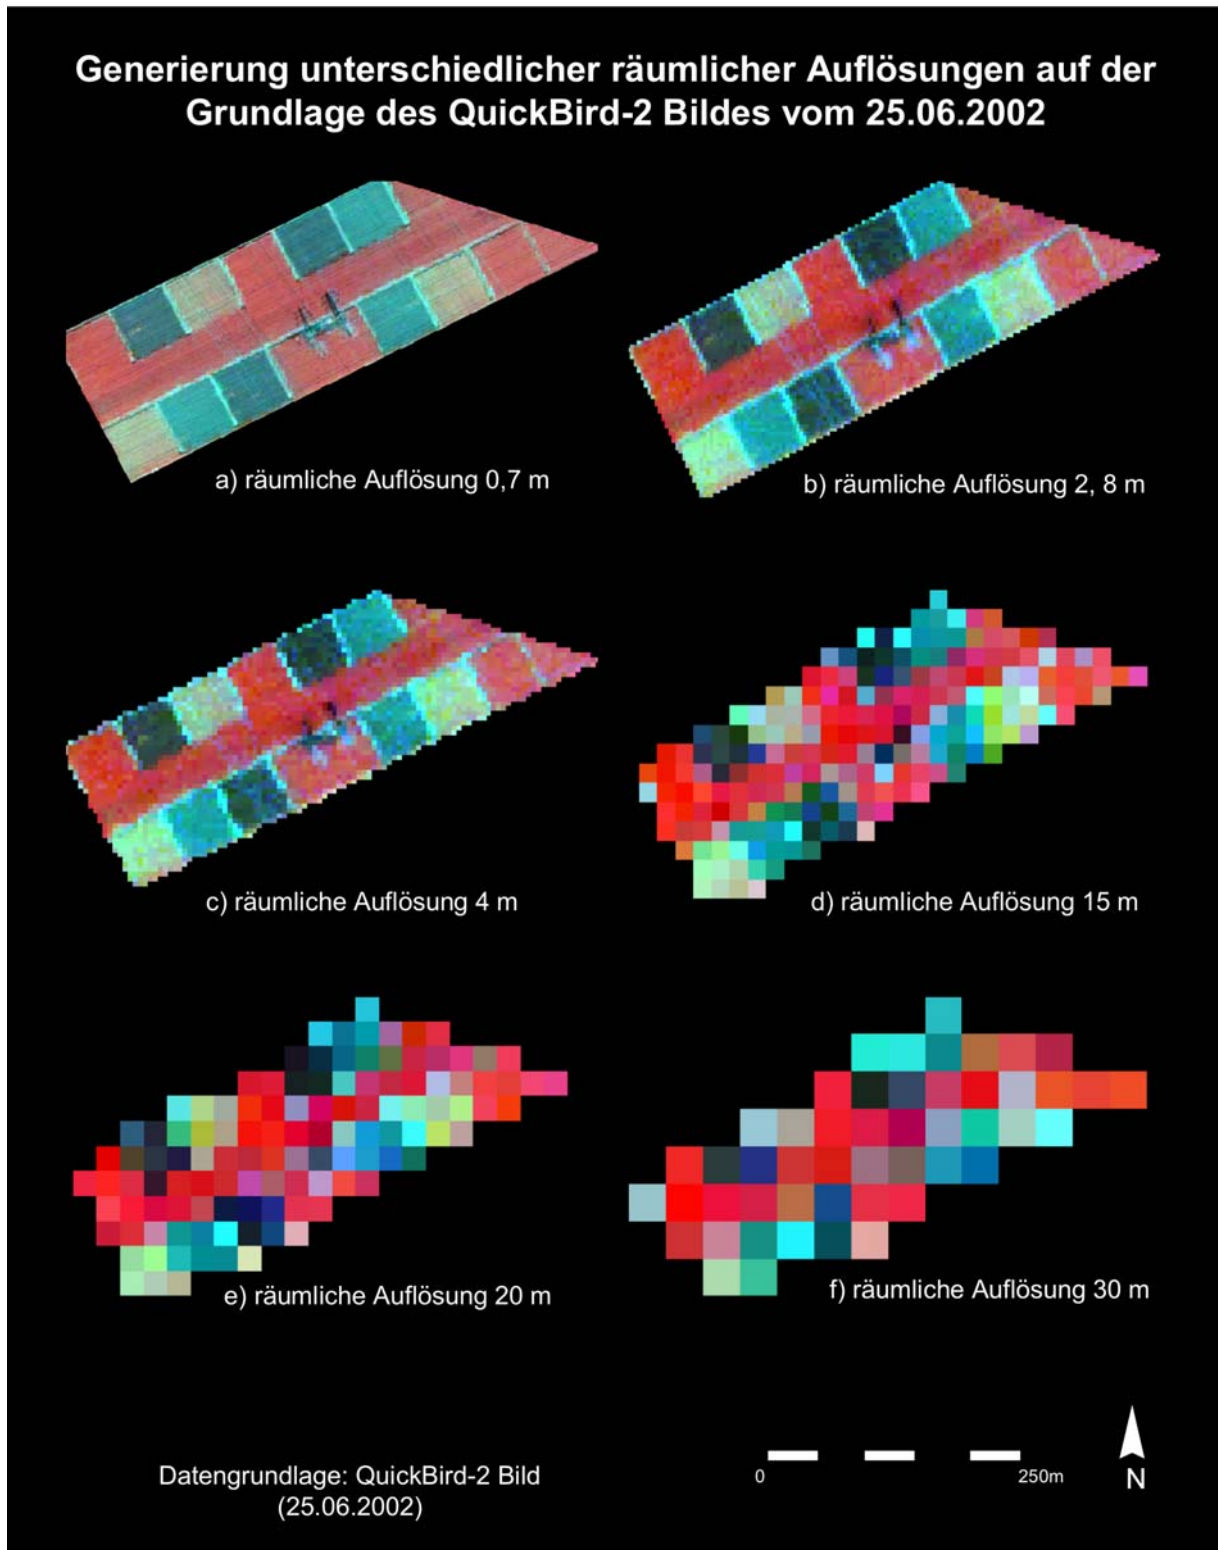 Generierung unterschiedlicher räumlicher Auflösungen auf der
Grundlage des QuickBird-2 Bildes vom 25.06.2002
a) räumliche Auflösung 0,7 m
b) räumliche Auflösung 2, 8 m
c) räumliche Auflösung 4 m
d) räumliche Auflösung 15 m
e) räumliche Auflösung 20 m
f) räumliche Auflösung 30 m
Datengrundlage: QuickBird-2 Bild
(25.06.2002)
0 250m
N